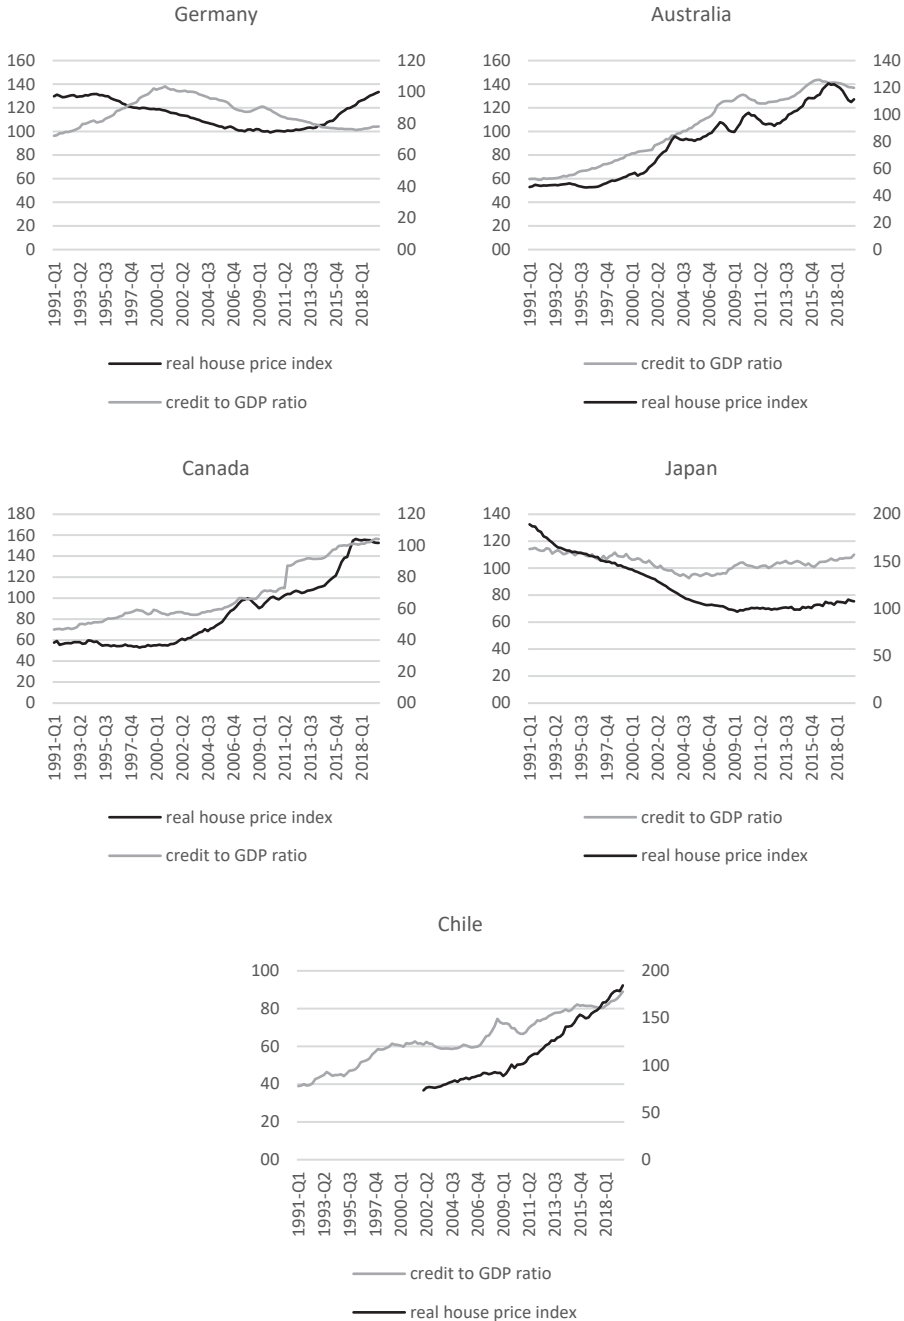 Germany
160
140
120
100
80
60
40
20
0
120
100
80
60
40
20
00
1991-Q1
1993-Q2
1995-Q3
1997-Q4
2000-Q1
2002-Q2
2004-Q3
2006-Q4
2009-Q1
2011-Q2
2013-Q3
2015-Q4
2018-Q1
real house price index
credit to GDP ratio
Australia
160
140
120
100
80
60
40
20
00
140
120
100
80
60
40
20
0
1991-Q1
1993-Q2
1995-Q3
1997-Q4
2000-Q1
2002-Q2
2004-Q3
2006-Q4
2009-Q1
2011-Q2
2013-Q3
2015-Q4
2018-Q1
credit to GDP ratio
real house price index
Canada
180
160
140
120
100
80
60
40
20
0
120
100
80
60
40
20
00
1991-Q1
1993-Q2
1995-Q3
1997-Q4
2000-Q1
2002-Q2
2004-Q3
2006-Q4
2009-Q1
2011-Q2
2013-Q3
2015-Q4
2018-Q1
real house price index
credit to GDP ratio
Japan
140
120
100
80
60
40
20
00
200
150
100
50
0
1991-Q1
1993-Q2
1995-Q3
1997-Q4
2000-Q1
2002-Q2
2004-Q3
2006-Q4
2009-Q1
2011-Q2
2013-Q3
2015-Q4
2018-Q1
credit to GDP ratio
real house price index
Chile
100
80
60
40
20
00
200
150
100
50
0
1991-Q1
1993-Q2
1995-Q3
1997-Q4
2000-Q1
2002-Q2
2004-Q3
2006-Q4
2009-Q1
2011-Q2
2013-Q3
2015-Q4
2018-Q1
credit to GDP ratio
real house price index